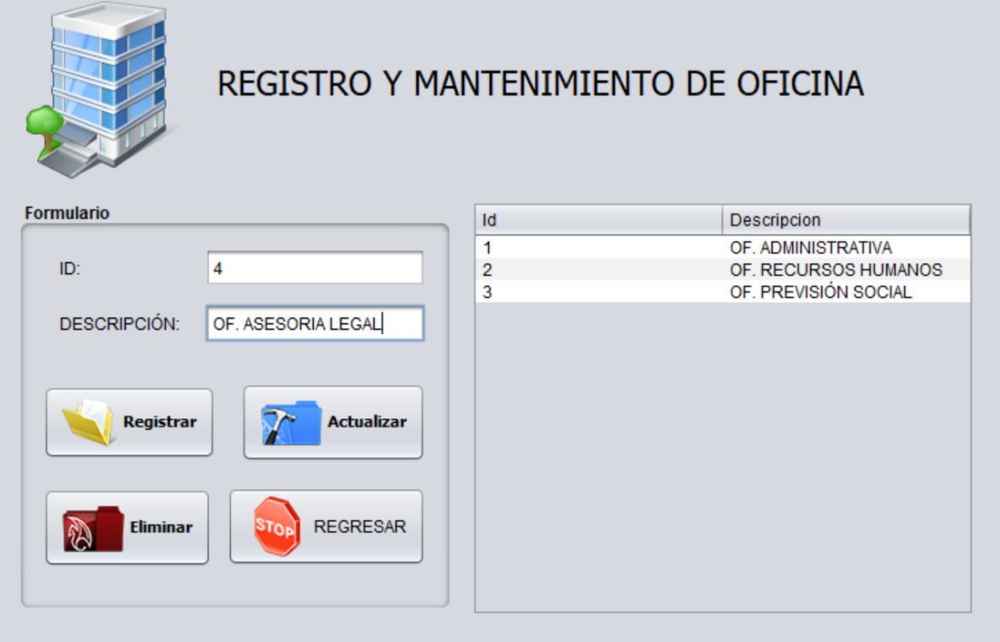 REGISTRO Y MANTENIMIENTO DE OFICINA
Formulario
ID: 4
DESCRIPCIÓN: OF. ASESORIA LEGAL
Registrar Actualizar
Eliminar STOP REGRESAR
Id Descripcion
1 OF. ADMINISTRATIVA
2 OF. RECURSOS HUMANOS
3 OF. PREVISIÓN SOCIAL